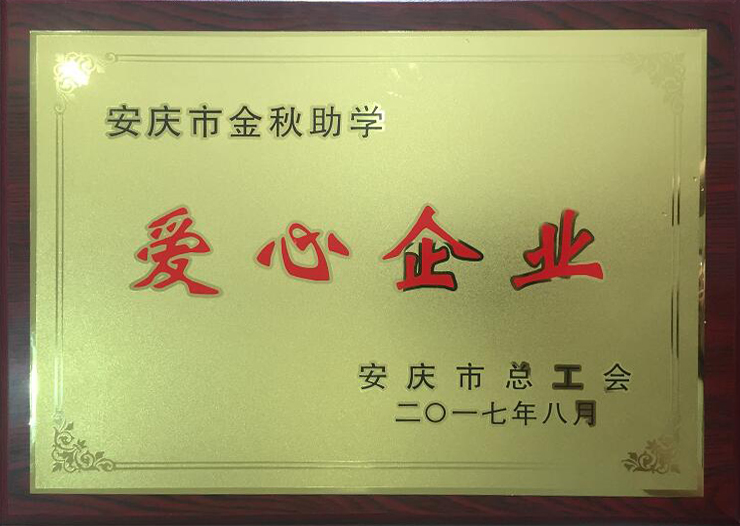 安庆市金秋助学
爱心企业
安庆市总工会
二〇一七年八月